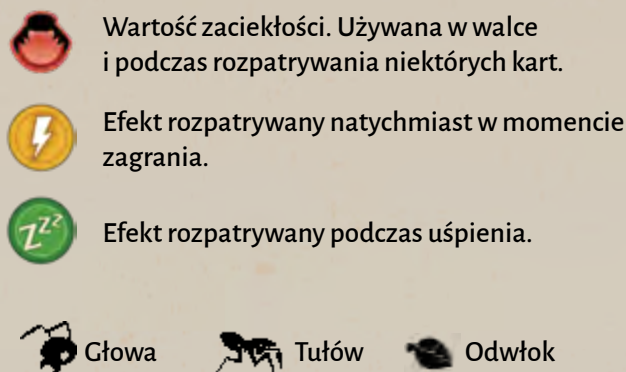 Wartość zaciekłości. Używana w walce
i podczas rozpatrywania niektórych kart.
Efekt rozpatrywany natychmiast w momencie
zagrania.
zzz Efekt rozpatrywany podczas uśpienia.
Głowa Tułów Odwłok